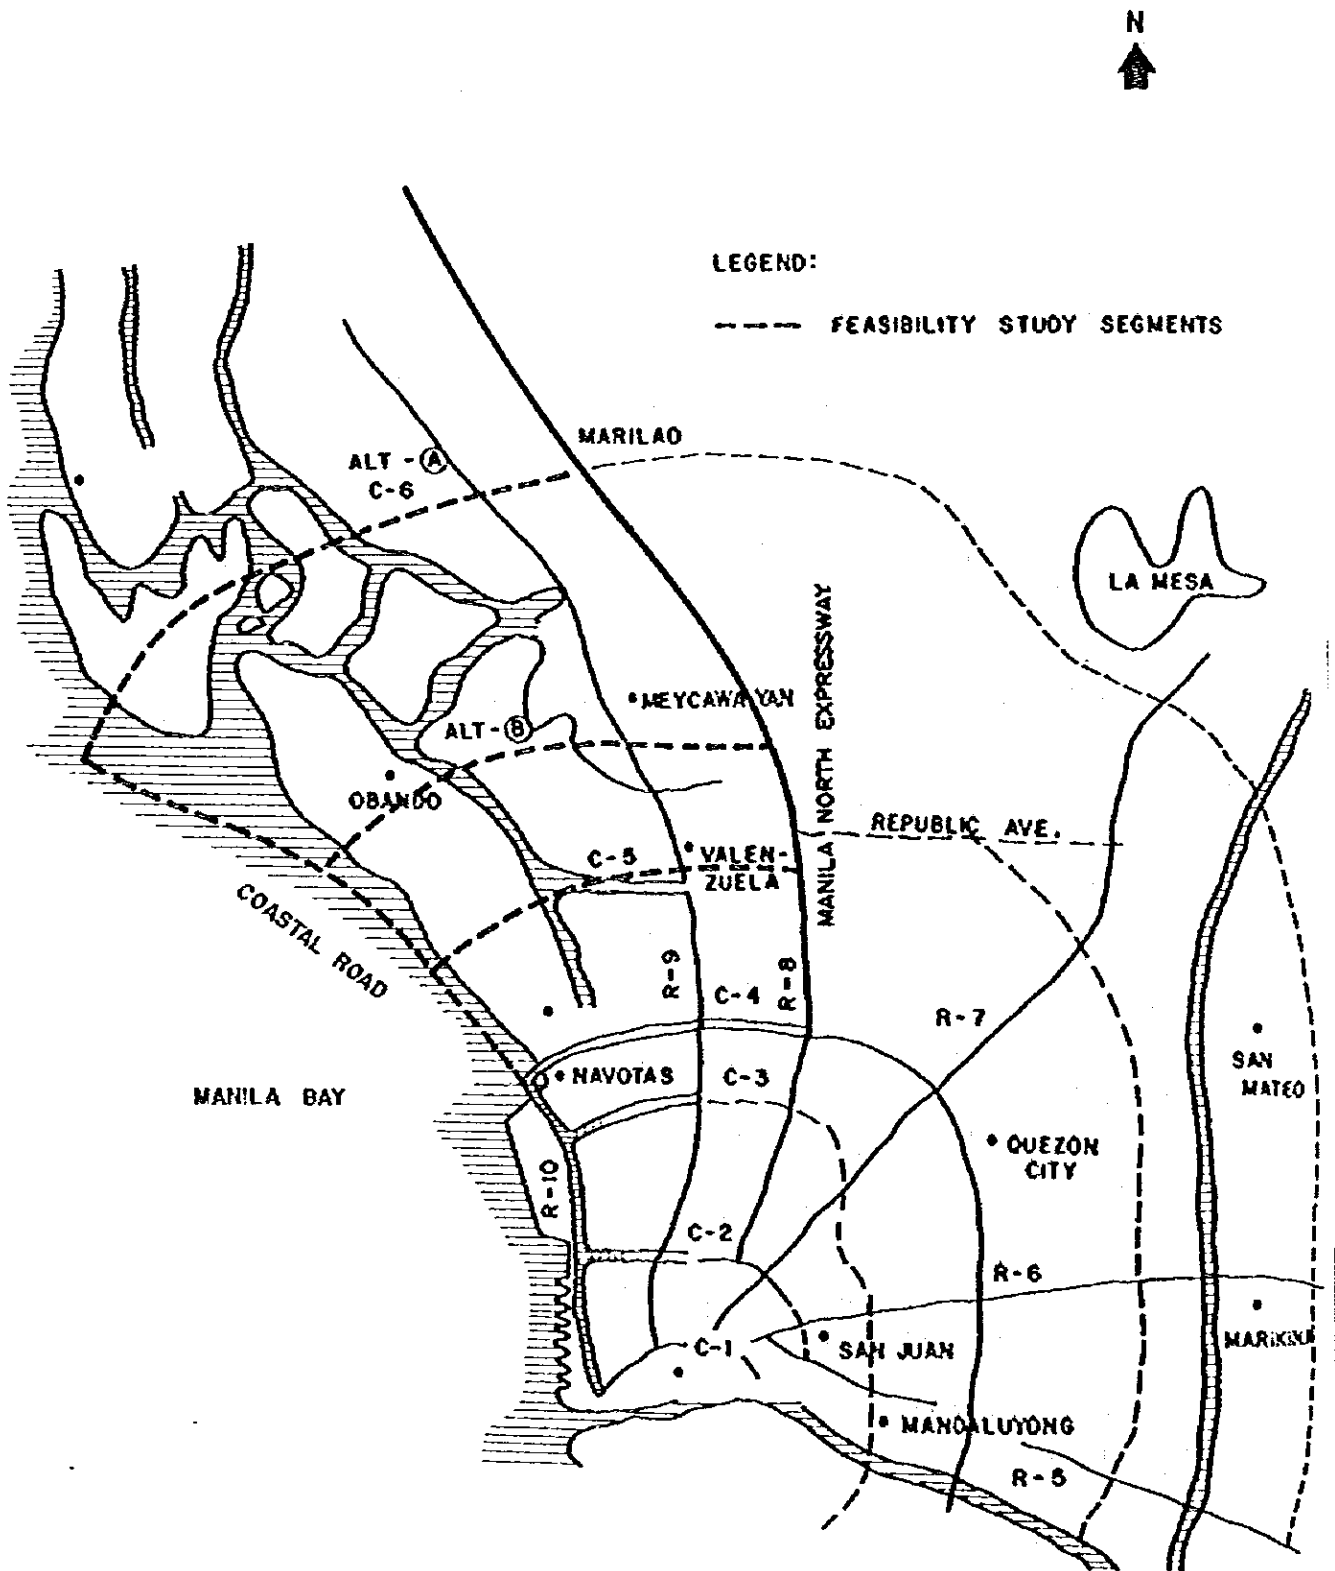 N
LEGEND:
FEASIBILITY STUDY SEGMENTS
MARILAO
ALT - A
C-6
LA MESA
MANILA NORTH EXPRESSWAY
MEYCAWAYAN
ALT- B
OBANDO
REPUBLIC AVE.
C-5
VALEN-
ZUELA
COASTAL ROAD
R-9
R-8
C-4
R-7
SAN
MATEO
NAVOTAS
C-3
MANILA BAY
QUEZON
CITY
R-10
C-2
R-6
C-1
SAN JUAN
MARIKINA
MANDALUYONG
R-5